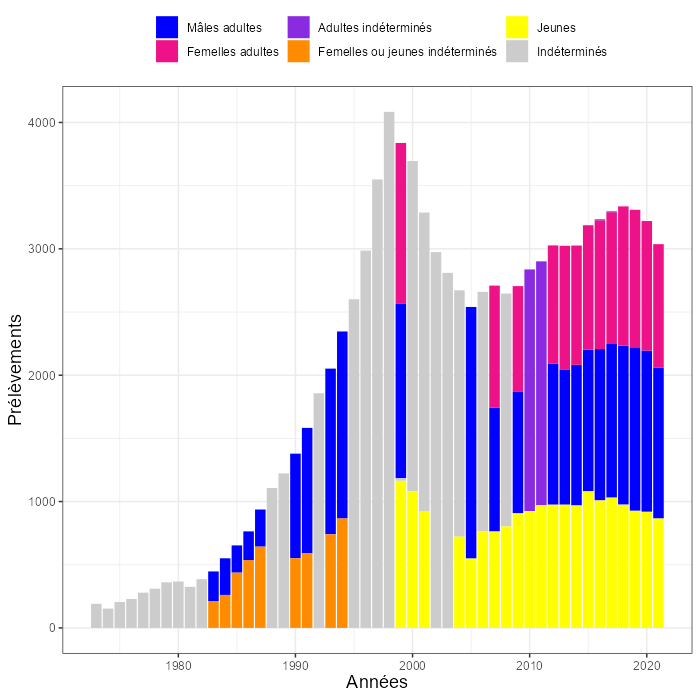 Mâles adultes Adultes indéterminés Jeunes
Femelles adultes Femelles ou jeunes indéterminés Indéterminés
4000
3000
2000
1000
0
Prélèvements
1980 1990 2000 2010 2020
Années